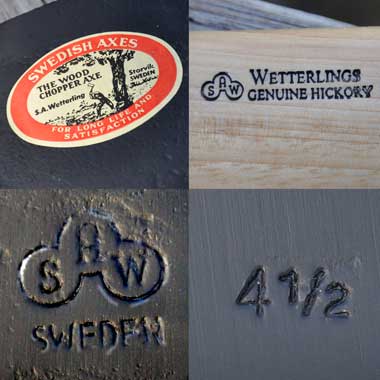 SWEDISH AXES
THE WOOD
CHOPPER AXE
S.A. Wetterling
Storvik,
SWEDEN
FOR LONG LIFE AND
SATISFACTION
SAW WETTERLINGS
GENUINE HICKORY
SAW
SWEDEN
4 1/2